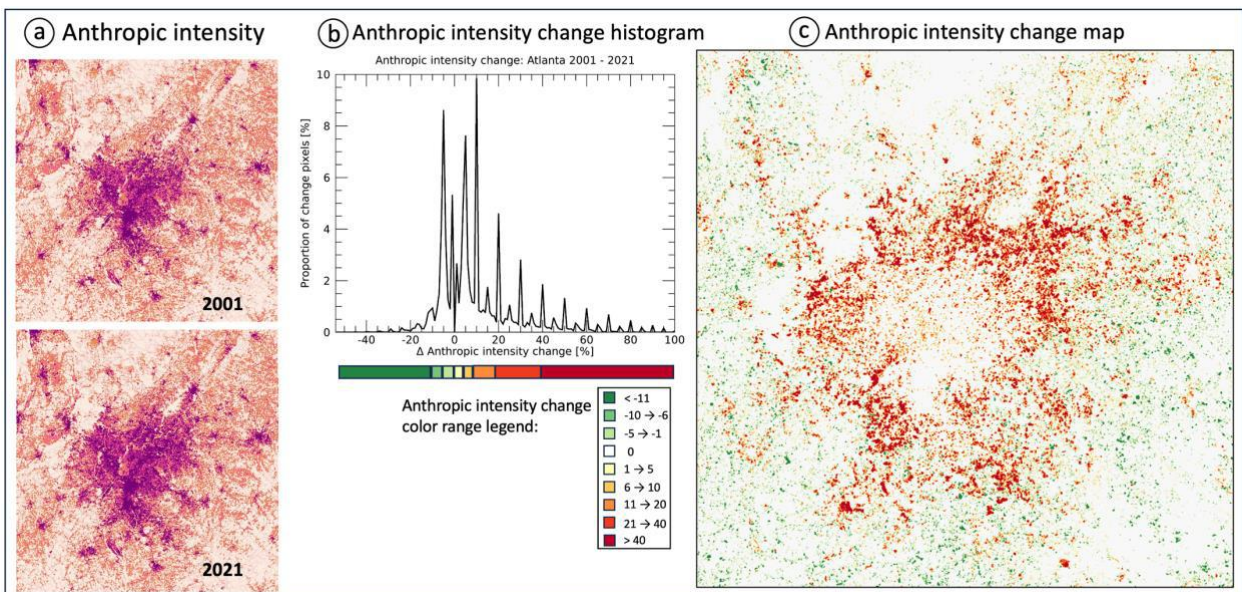 a Anthropic intensity
2001
2021
b Anthropic intensity change histogram
Anthropic intensity change: Atlanta 2001 - 2021
Proportion of change pixels [%]
10
8
6
4
2
0
-40 -20 0 20 40 60 80 100
Δ Anthropic intensity change [%]
Anthropic intensity change
color range legend:
< -11
-10 → -6
-5 → -1
0
1 → 5
6 → 10
11 → 20
21 → 40
> 40
c Anthropic intensity change map